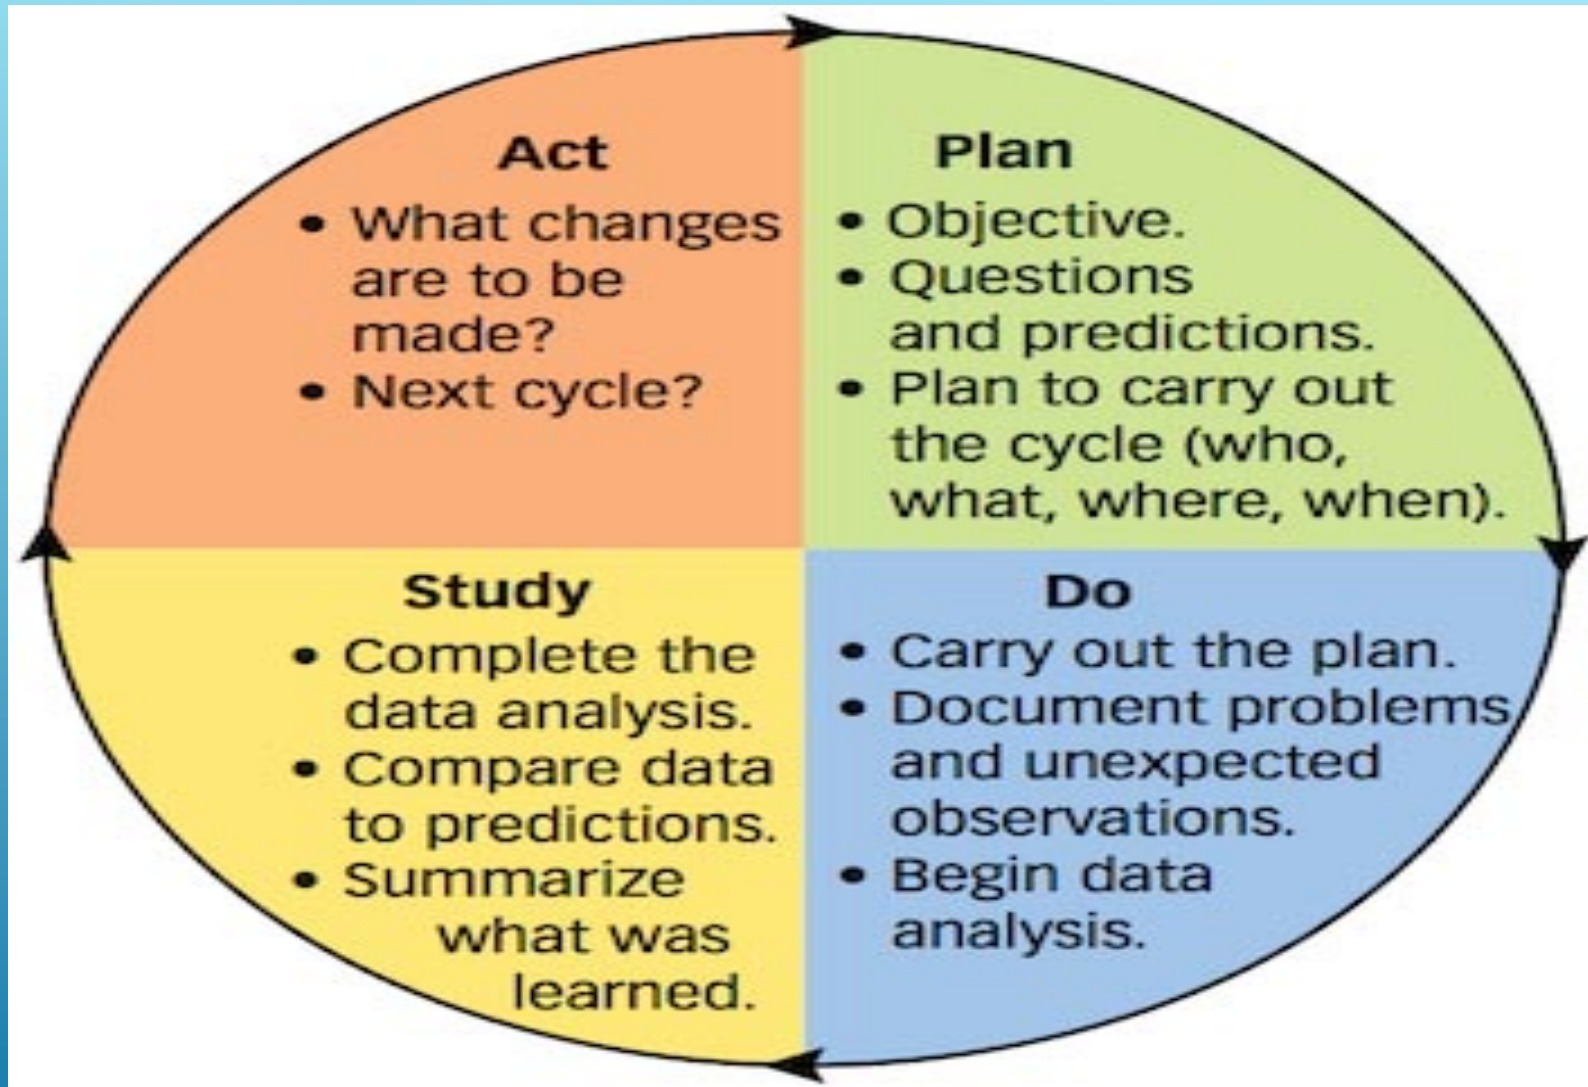 Act
• What changes
are to be
made?
• Next cycle?
Plan
• Objective.
• Questions
and predictions.
• Plan to carry out
the cycle (who,
what, where, when).
Study
• Complete the
data analysis.
• Compare data
to predictions.
• Summarize
what was
learned.
Do
• Carry out the plan.
• Document problems
and unexpected
observations.
• Begin data
analysis.